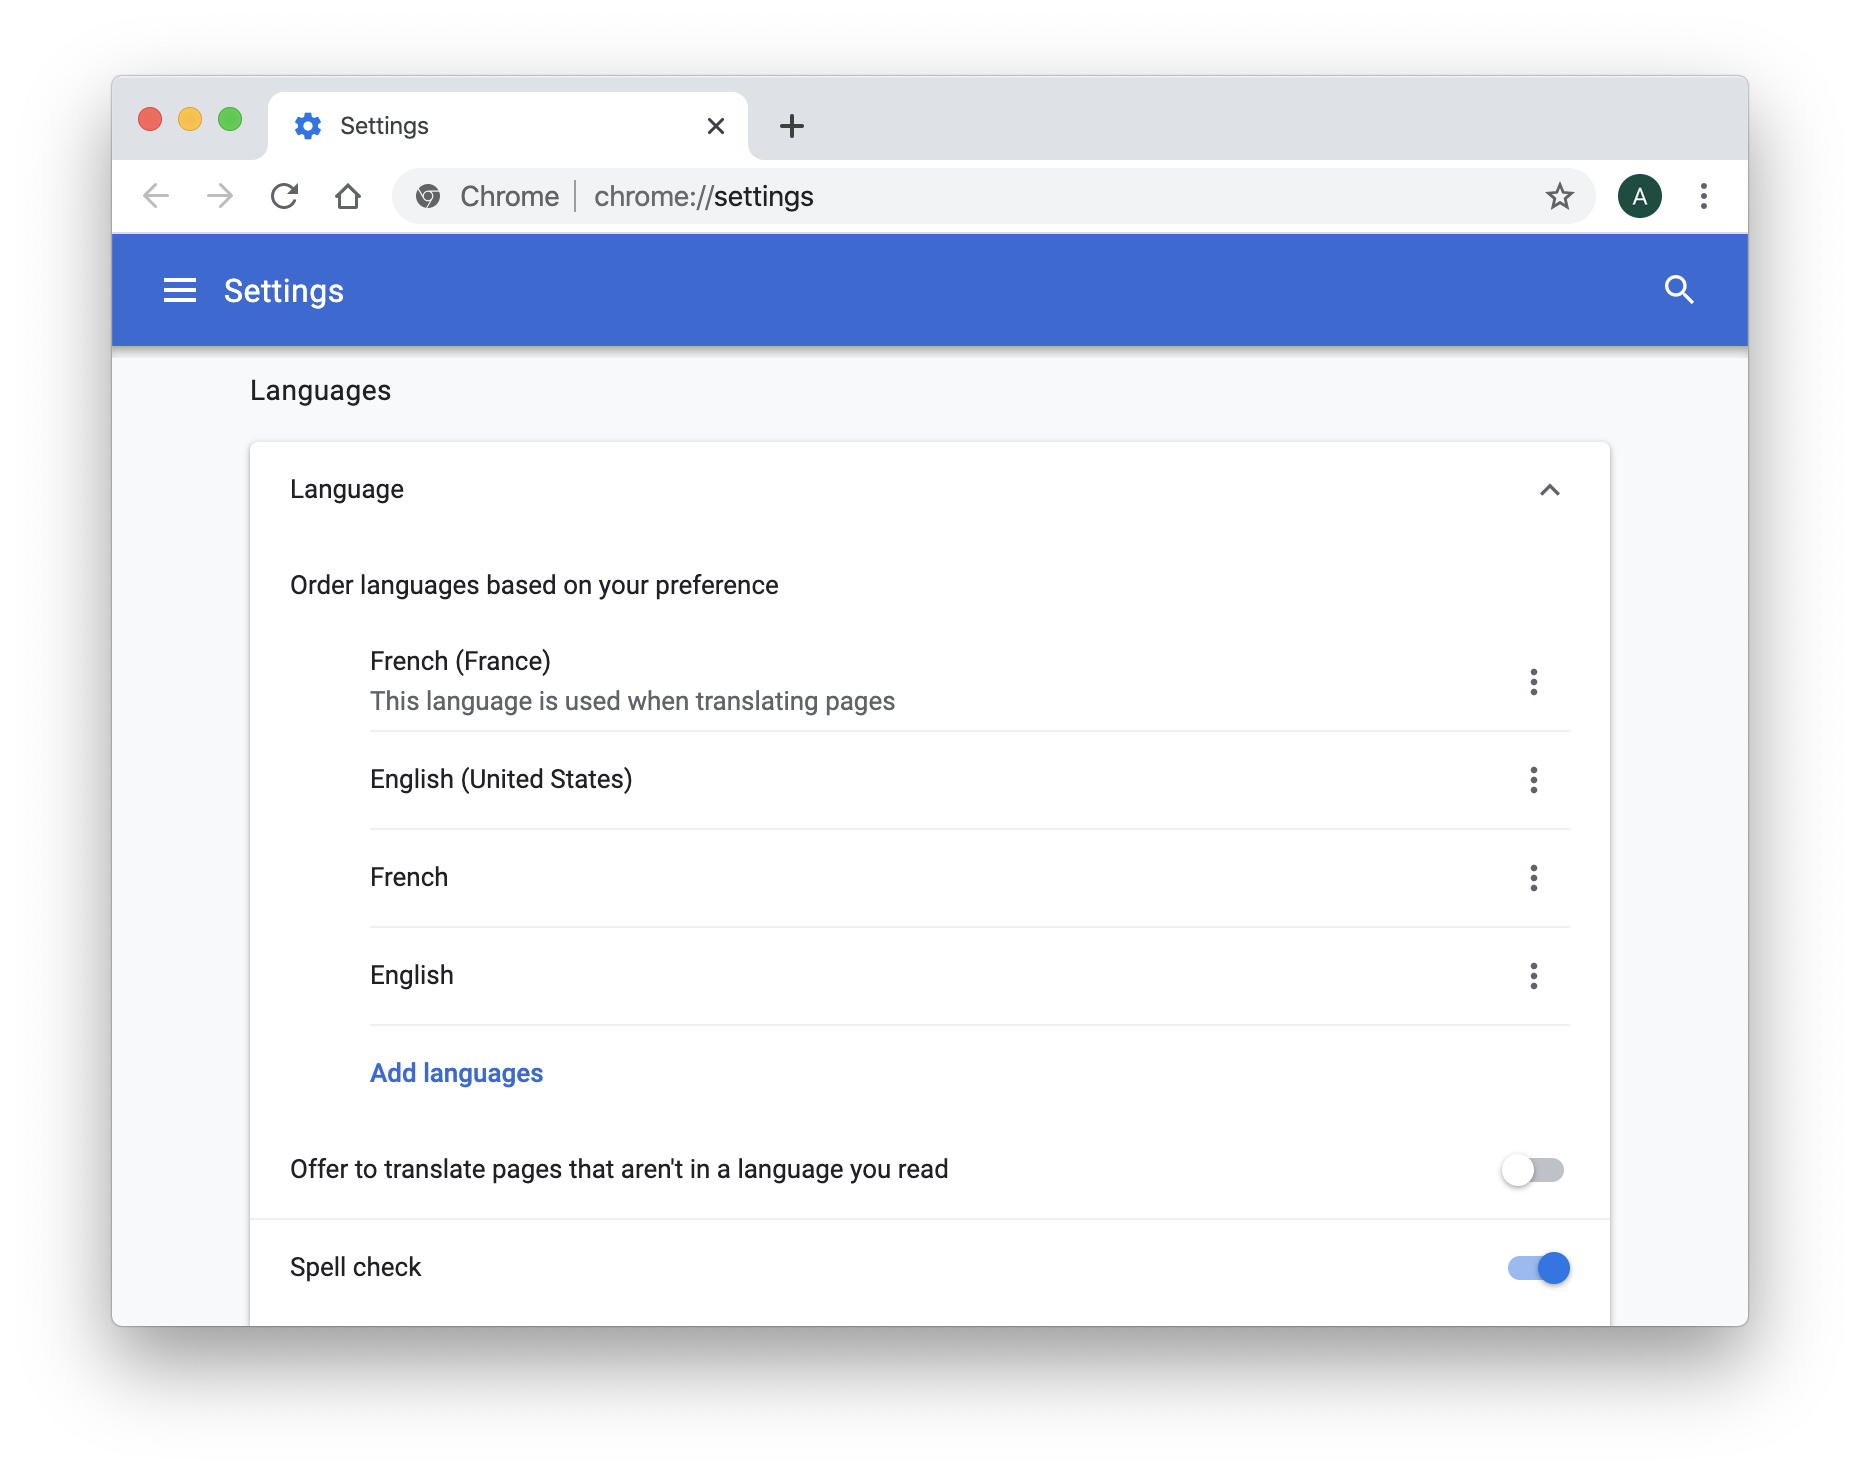 Settings
Chrome | chrome://settings
A
Settings
Languages
Language
Order languages based on your preference
French (France)
This language is used when translating pages
English (United States)
French
English
Add languages
Offer to translate pages that aren't in a language you read
Spell check